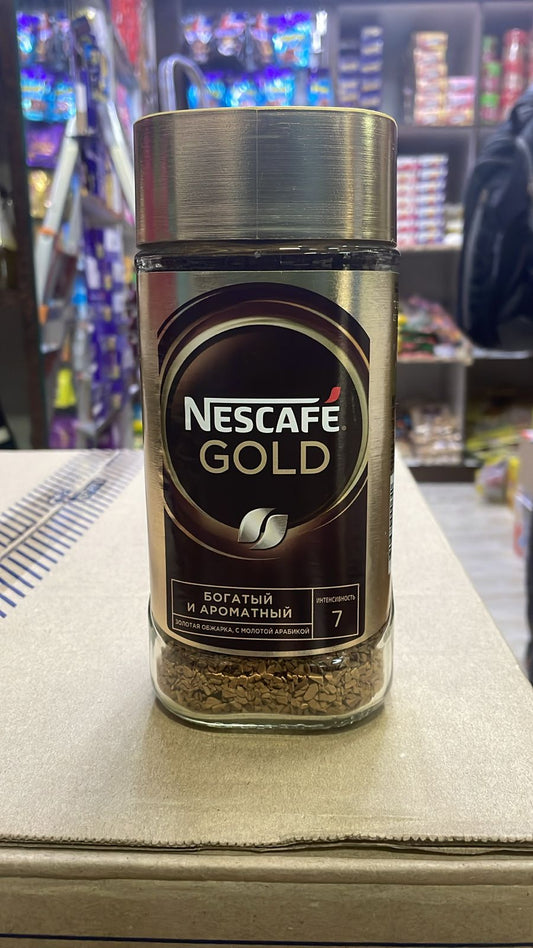 NESCAFÉ
GOLD
БОГАТЫЙ
И АРОМАТНЫЙ
ЗОЛОТАЯ ОБЖАРКА, С МОЛОТОЙ АРАБИКОЙ
ИНТЕНСИВНОСТЬ
7